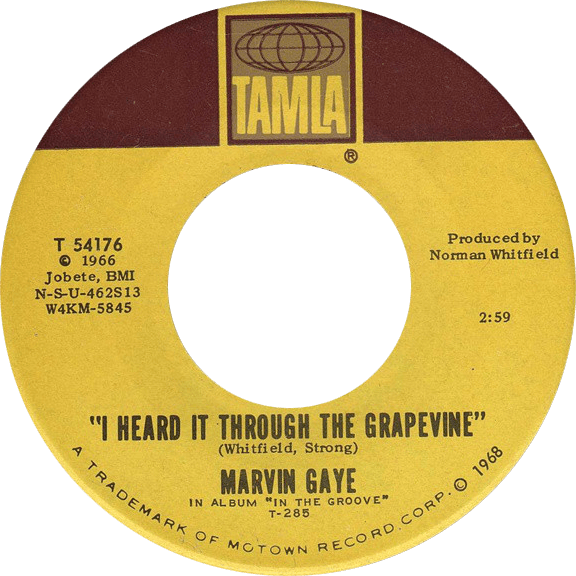 TAMLA
®
T 54176
© 1966
Jobete, BMI
N-S-U-462S13
W4KM-5845
Produced by
Norman Whitfield
2:59
"I HEARD IT THROUGH THE GRAPEVINE"
(Whitfield, Strong)
MARVIN GAYE
IN ALBUM "IN THE GROOVE"
T-285
A TRADEMARK OF MOTOWN RECORD CORP. © 1968